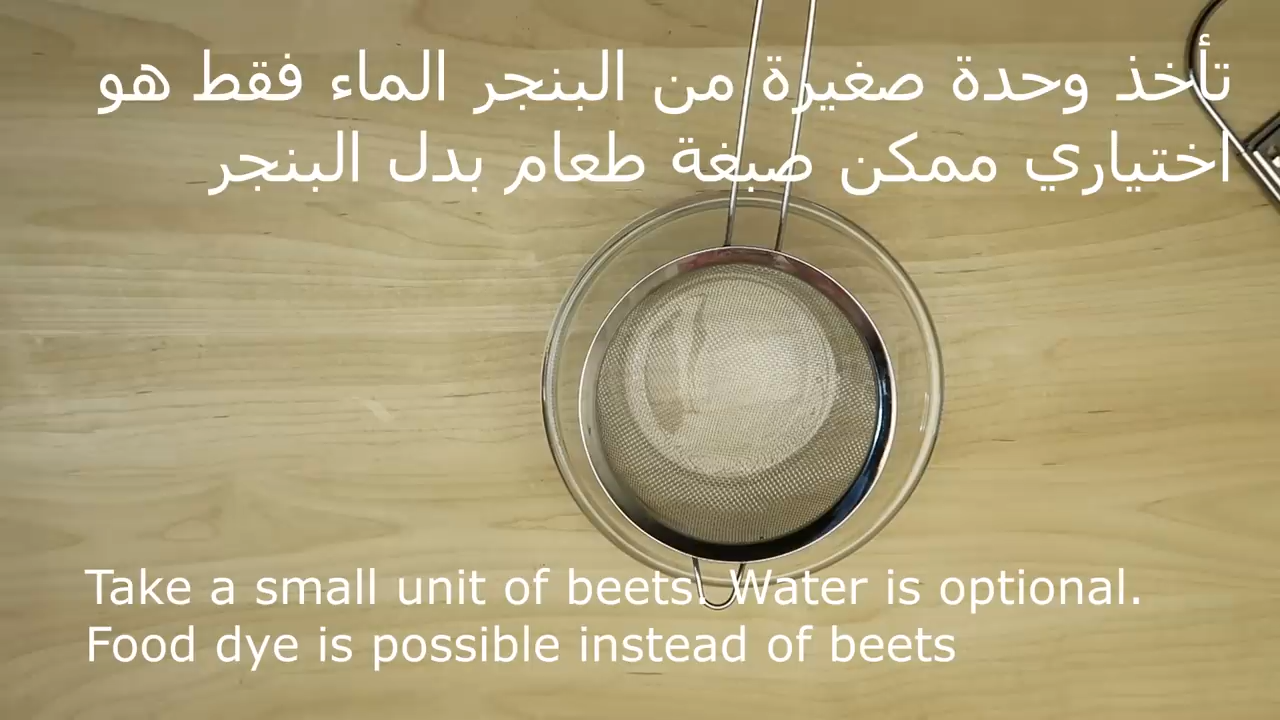 تأخذ وحدة صغيرة من البنجر الماء فقط هو
اختياري ممكن صبغة طعام بدل البنجر
Take a small unit of beets. Water is optional.
Food dye is possible instead of beets